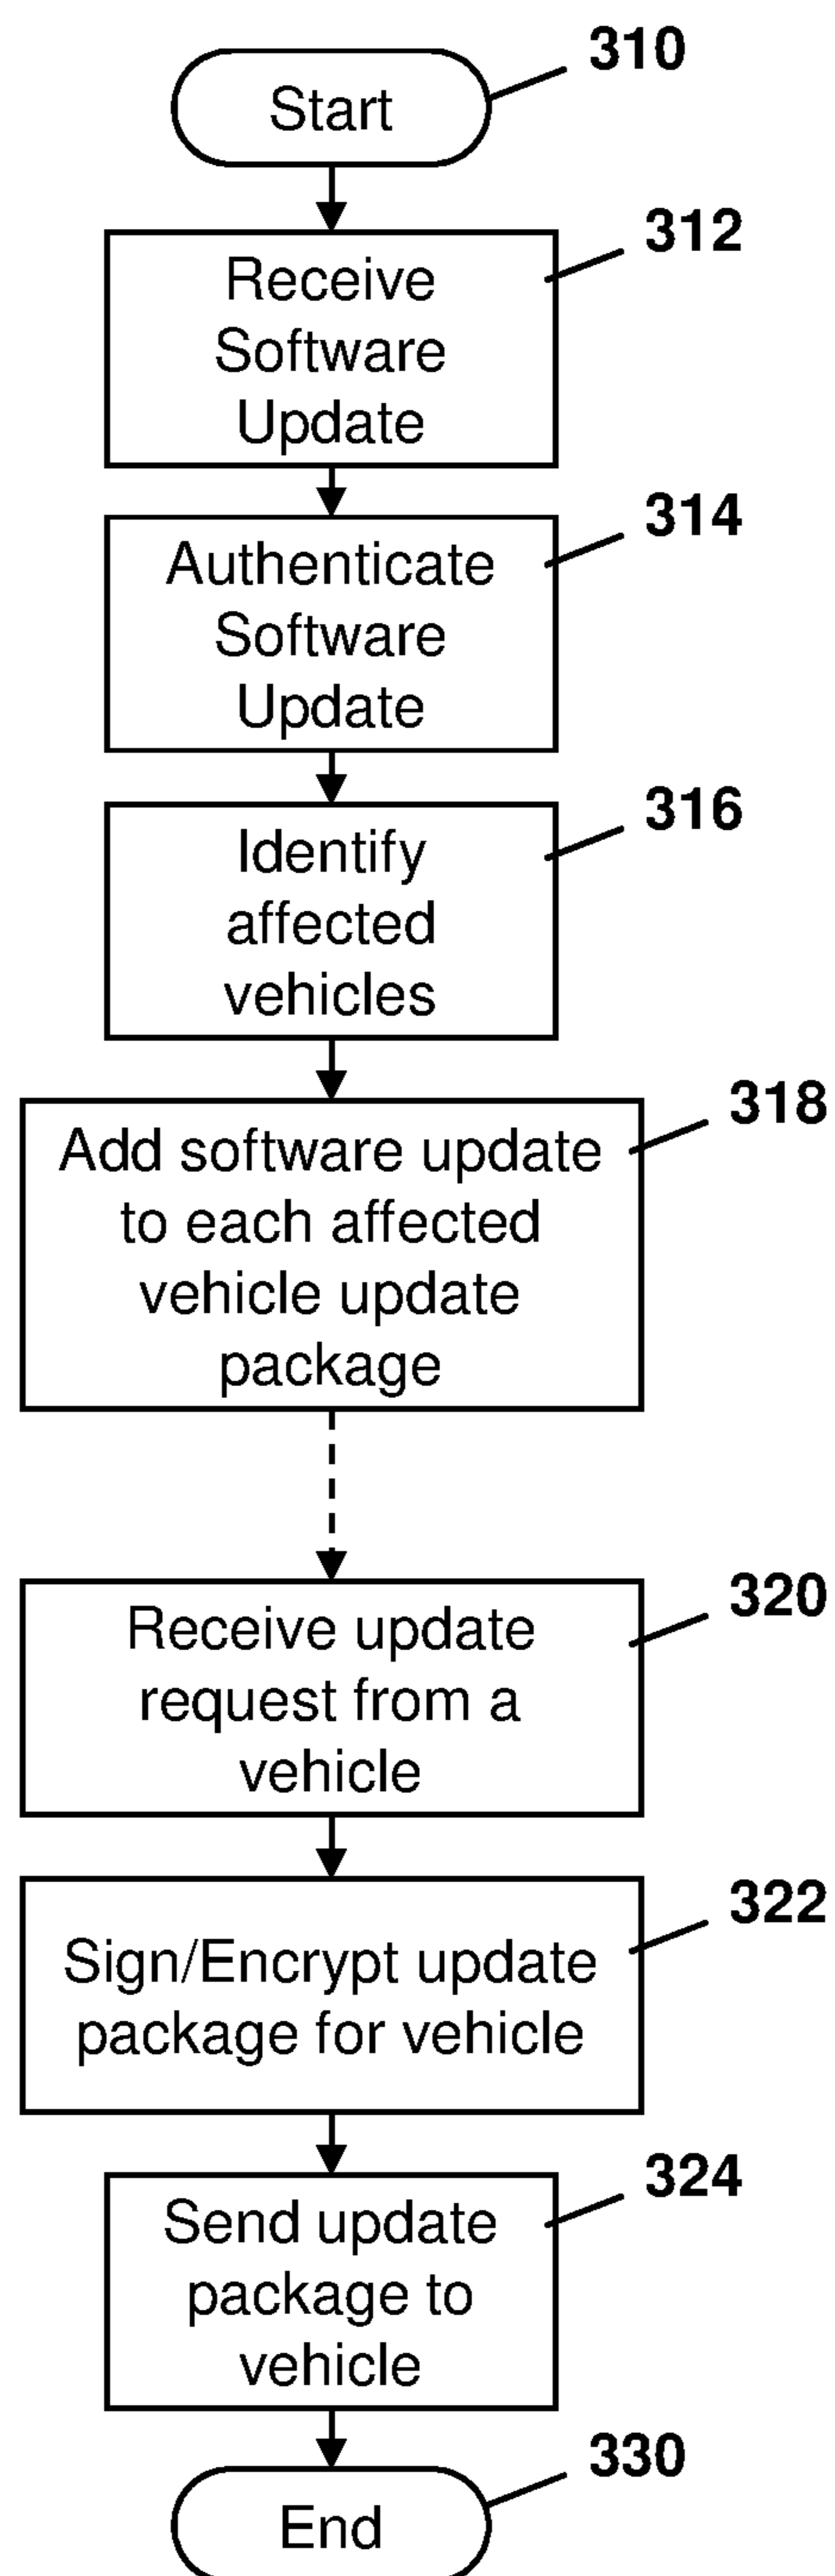 310
Start
312
Receive
Software
Update
314
Authenticate
Software
Update
316
Identify
affected
vehicles
318
Add software update
to each affected
vehicle update
package
320
Receive update
request from a
vehicle
322
Sign/Encrypt update
package for vehicle
324
Send update
package to
vehicle
330
End